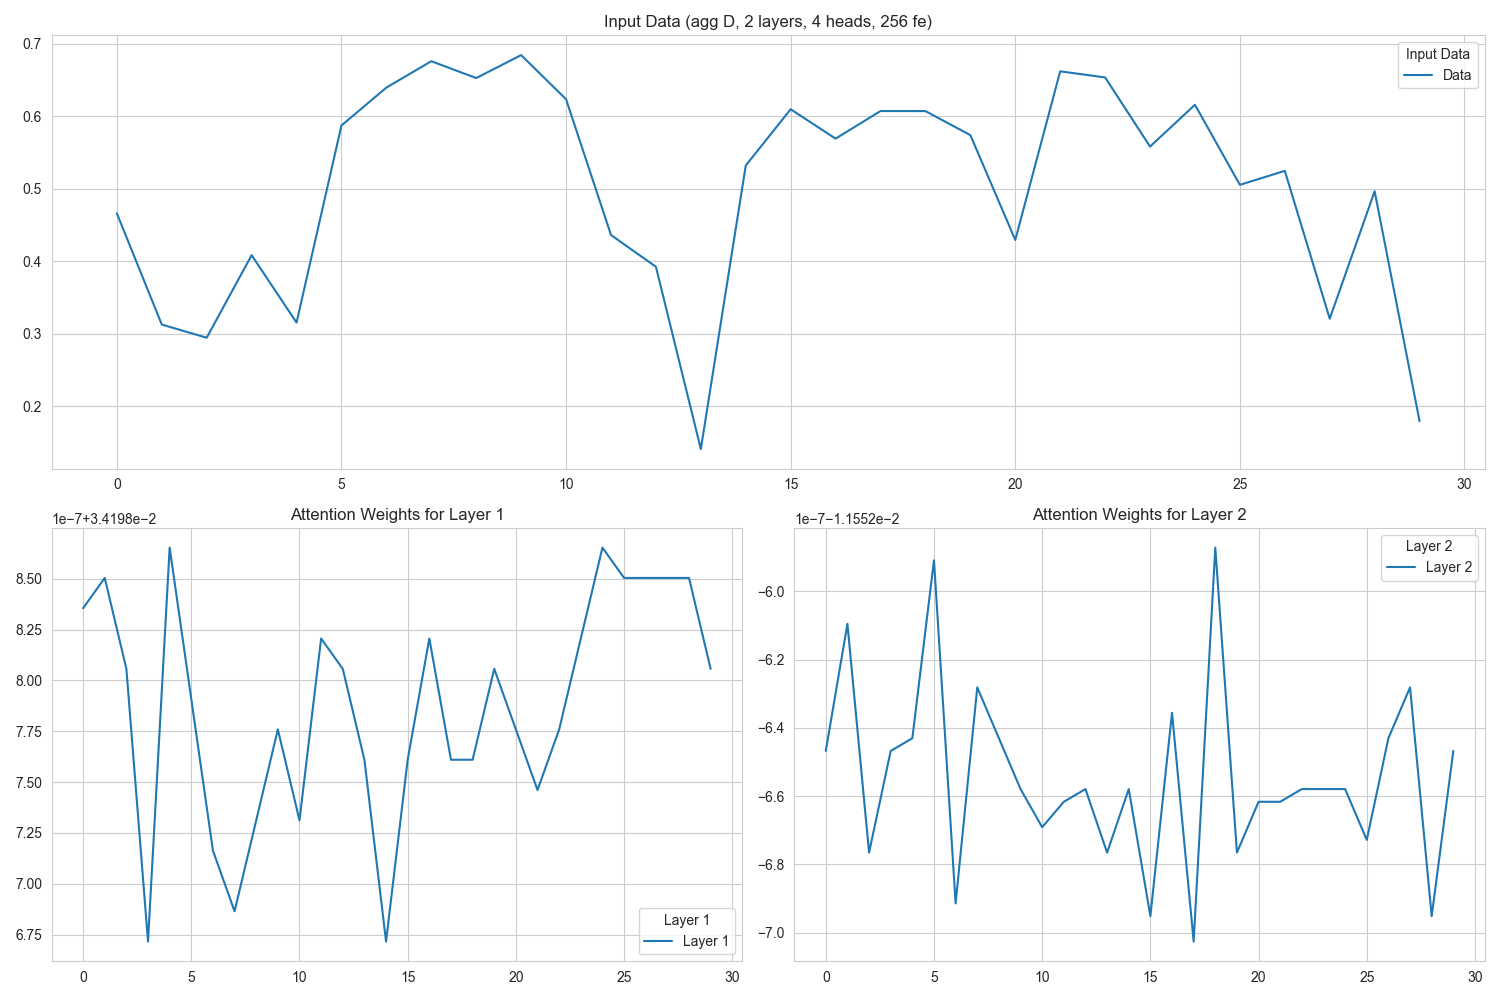 Input Data (agg D, 2 layers, 4 heads, 256 fe)
0.7
0.6
0.5
0.4
0.3
0.2
Input Data
Data
0 5 10 15 20 25 30
Attention Weights for Layer 1
1e−7+3.4198e−2
8.50
8.25
8.00
7.75
7.50
7.25
7.00
6.75
Layer 1
Layer 1
0 5 10 15 20 25 30
Attention Weights for Layer 2
1e−7−1.1552e−2
Layer 2
Layer 2
−6.0
−6.2
−6.4
−6.6
−6.8
−7.0
0 5 10 15 20 25 30